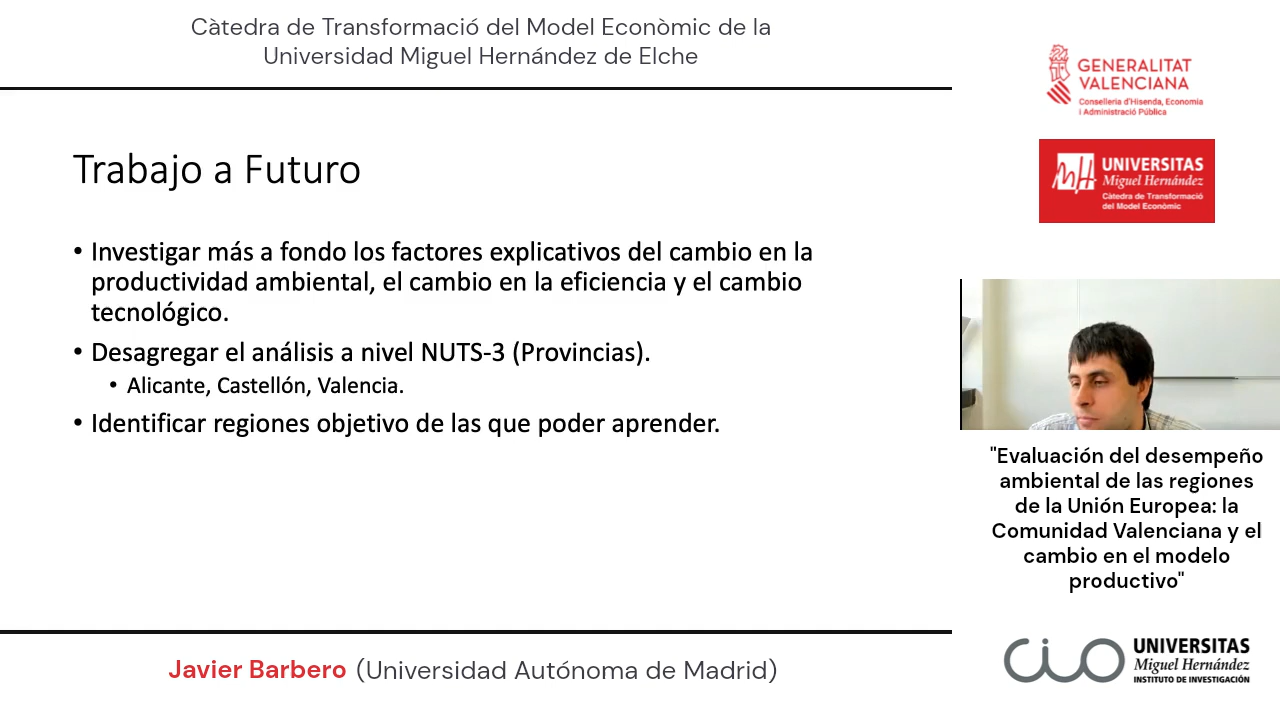 Càtedra de Transformació del Model Econòmic de la
Universidad Miguel Hernández de Elche
GENERALITAT
VALENCIANA
Conselleria d'Hisenda, Economia
i Administració Pública
UNIVERSITAS
Miguel Hernández
Càtedra de Transformació
del Model Econòmic
Trabajo a Futuro
• Investigar más a fondo los factores explicativos del cambio en la
productividad ambiental, el cambio en la eficiencia y el cambio
tecnológico.
• Desagregar el análisis a nivel NUTS-3 (Provincias).
• Alicante, Castellón, Valencia.
• Identificar regiones objetivo de las que poder aprender.
"Evaluación del desempeño
ambiental de las regiones
de la Unión Europea: la
Comunidad Valenciana y el
cambio en el modelo
productivo"
Javier Barbero (Universidad Autónoma de Madrid)
CIO
UNIVERSITAS
Miguel Hernández
INSTITUTO DE INVESTIGACIÓN